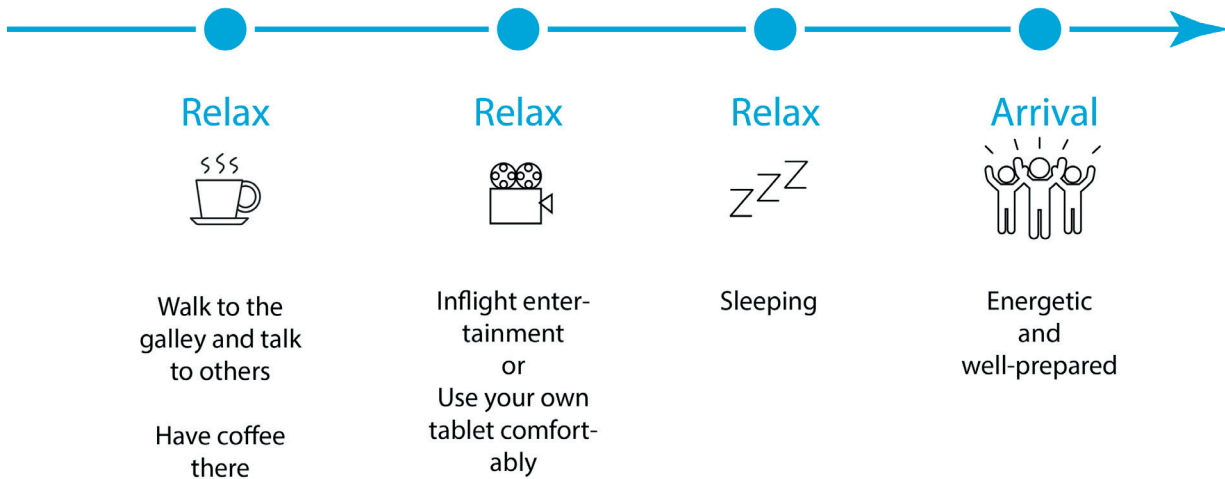 Relax
Walk to the
galley and talk
to others
Have coffee
there
Relax
Inflight enter-
tainment
or
Use your own
tablet comfort-
ably
Relax
ZZZ
Sleeping
Arrival
Energetic
and
well-prepared